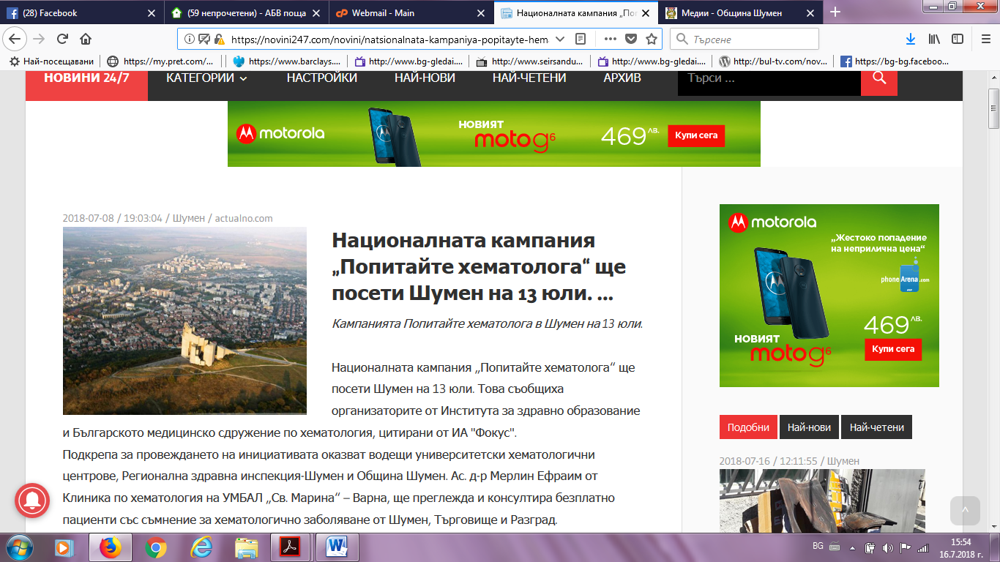 (28) Facebook
(59 непрочетени) - АБВ поща
Webmail - Main
Националната кампания „Поп
Медии - Община Шумен
https://novini247.com/novini/natsionalnata-kampaniya-popitayte-hem
Търсене
Най-посещавани
https://my.pret.com/...
https://www.barclays....
http://www.bg-gledai....
http://www.seirsandu...
http://www.bg-gledai....
http://bul-tv.com/nov...
https://bg-bg.faceboo...
НОВИНИ 24/7
КАТЕГОРИИ
НАСТРОЙКИ
НАЙ-НОВИ
НАЙ-ЧЕТЕНИ
АРХИВ
Търси ...
motorola
НОВИЯТ
moto g6
469лв.
Купи сега
2018-07-08 / 19:03:04 / Шумен / actualno.com
Националната кампания
„Попитайте хематолога“ ще
посети Шумен на 13 юли. ...
Кампанията Попитайте хематолога в Шумен на 13 юли.
Националната кампания „Попитайте хематолога“ ще
посети Шумен на 13 юли. Това съобщиха
организаторите от Института за здравно образование
и Българското медицинско сдружение по хематология, цитирани от ИА "Фокус".
Подкрепа за провеждането на инициативата оказват водещи университетски хематологични
центрове, Регионална здравна инспекция-Шумен и Община Шумен. Ас. д-р Мерлин Ефраим от
Клиника по хематология на УМБАЛ „Св. Марина“ – Варна, ще преглежда и консултира безплатно
пациенти със съмнение за хематологично заболяване от Шумен, Търговище и Разград.
motorola
„Жестоко попадение
на неприлична цена“
phoneArena.com
469лв.
НОВИЯТ
moto g6
Купи сега
Подобни
Най-нови
Най-четени
2018-07-16 / 12:11:55 / Шумен
BG
15:54
16.7.2018 г.